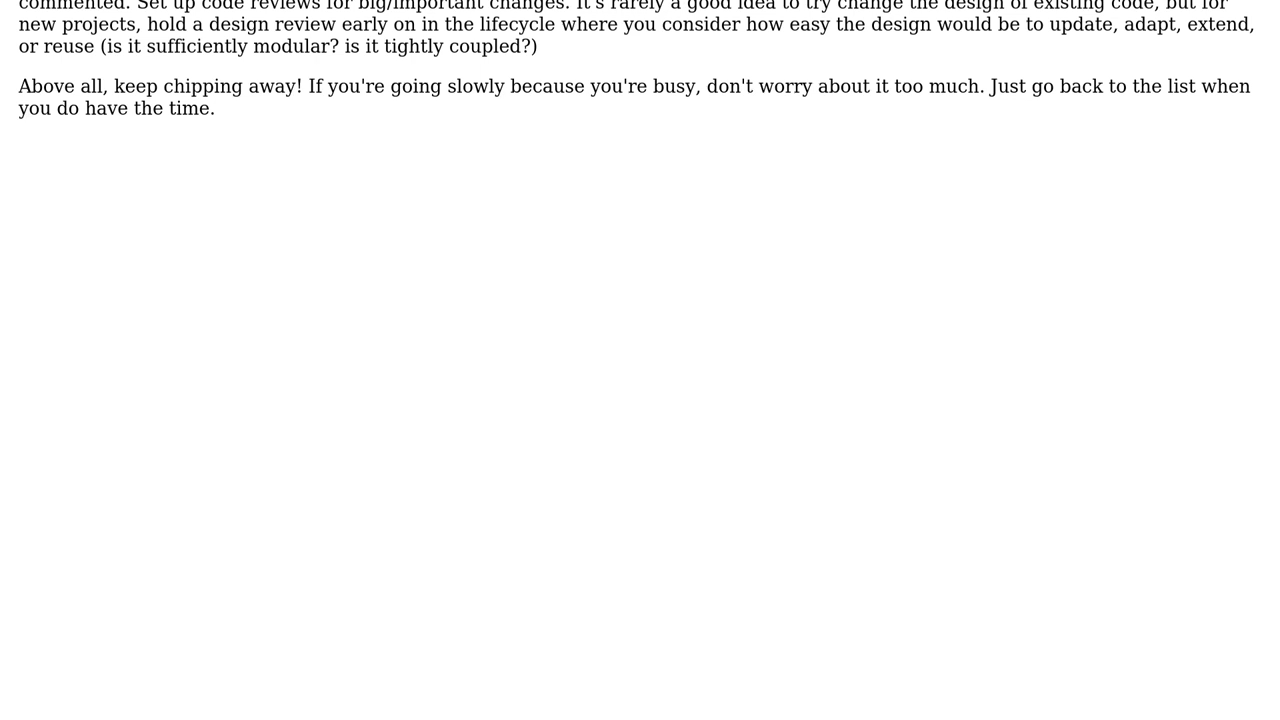 commented. Set up code reviews for big/important changes. It's rarely a good idea to try change the design of existing code, but for
new projects, hold a design review early on in the lifecycle where you consider how easy the design would be to update, adapt, extend,
or reuse (is it sufficiently modular? is it tightly coupled?)
Above all, keep chipping away! If you're going slowly because you're busy, don't worry about it too much. Just go back to the list when
you do have the time.